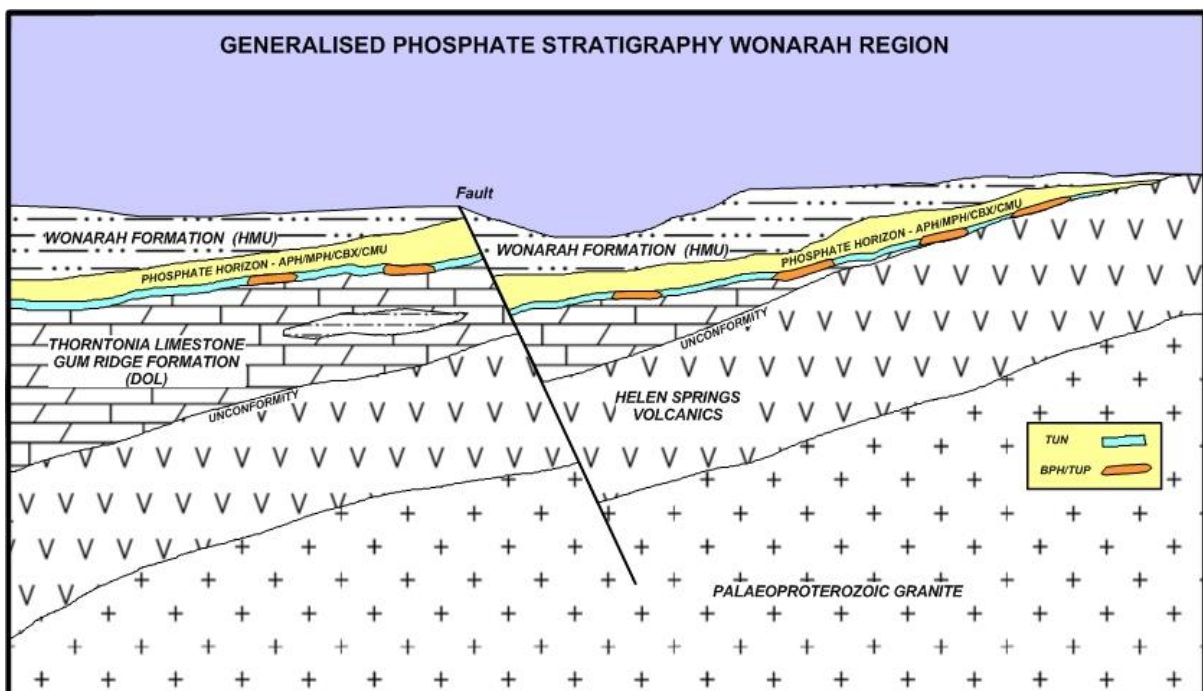 GENERALISED PHOSPHATE STRATIGRAPHY WONARAH REGION
Fault
WONARAH FORMATION (HMU)
WONARAH FORMATION (HMU)
PHOSPHATE HORIZON - APH/MPH/CBX/CMU
PHOSPHATE HORIZON - APH/MPH/CBX/CMU
THORNTONIA LIMESTONE
GUM RIDGE FORMATION
(DOL)
UNCONFORMITY
UNCONFORMITY
HELEN SPRINGS
VOLCANICS
TUN
BPH/TUP
PALAEOPROTEROZOIC GRANITE